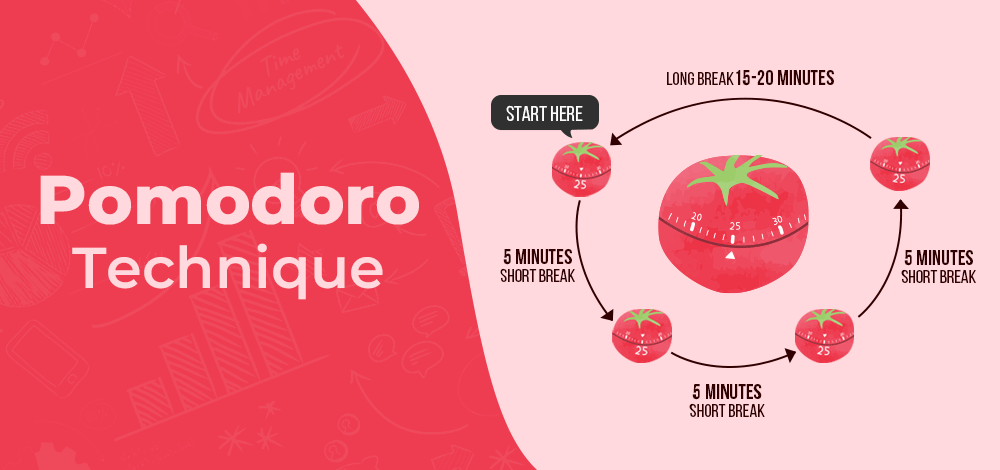 Time
Management
10%
Pomodoro
Technique
LONG BREAK 15-20 MINUTES
START HERE
25
25
20
25
30
5 MINUTES
SHORT BREAK
5 MINUTES
SHORT BREAK
25
25
5 MINUTES
SHORT BREAK